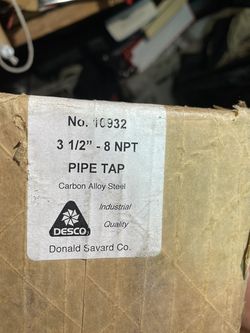 No. 10932
3 1/2" - 8 NPT
PIPE TAP
Carbon Alloy Steel
Industrial
Quality
DESCO
Donald Savard Co.